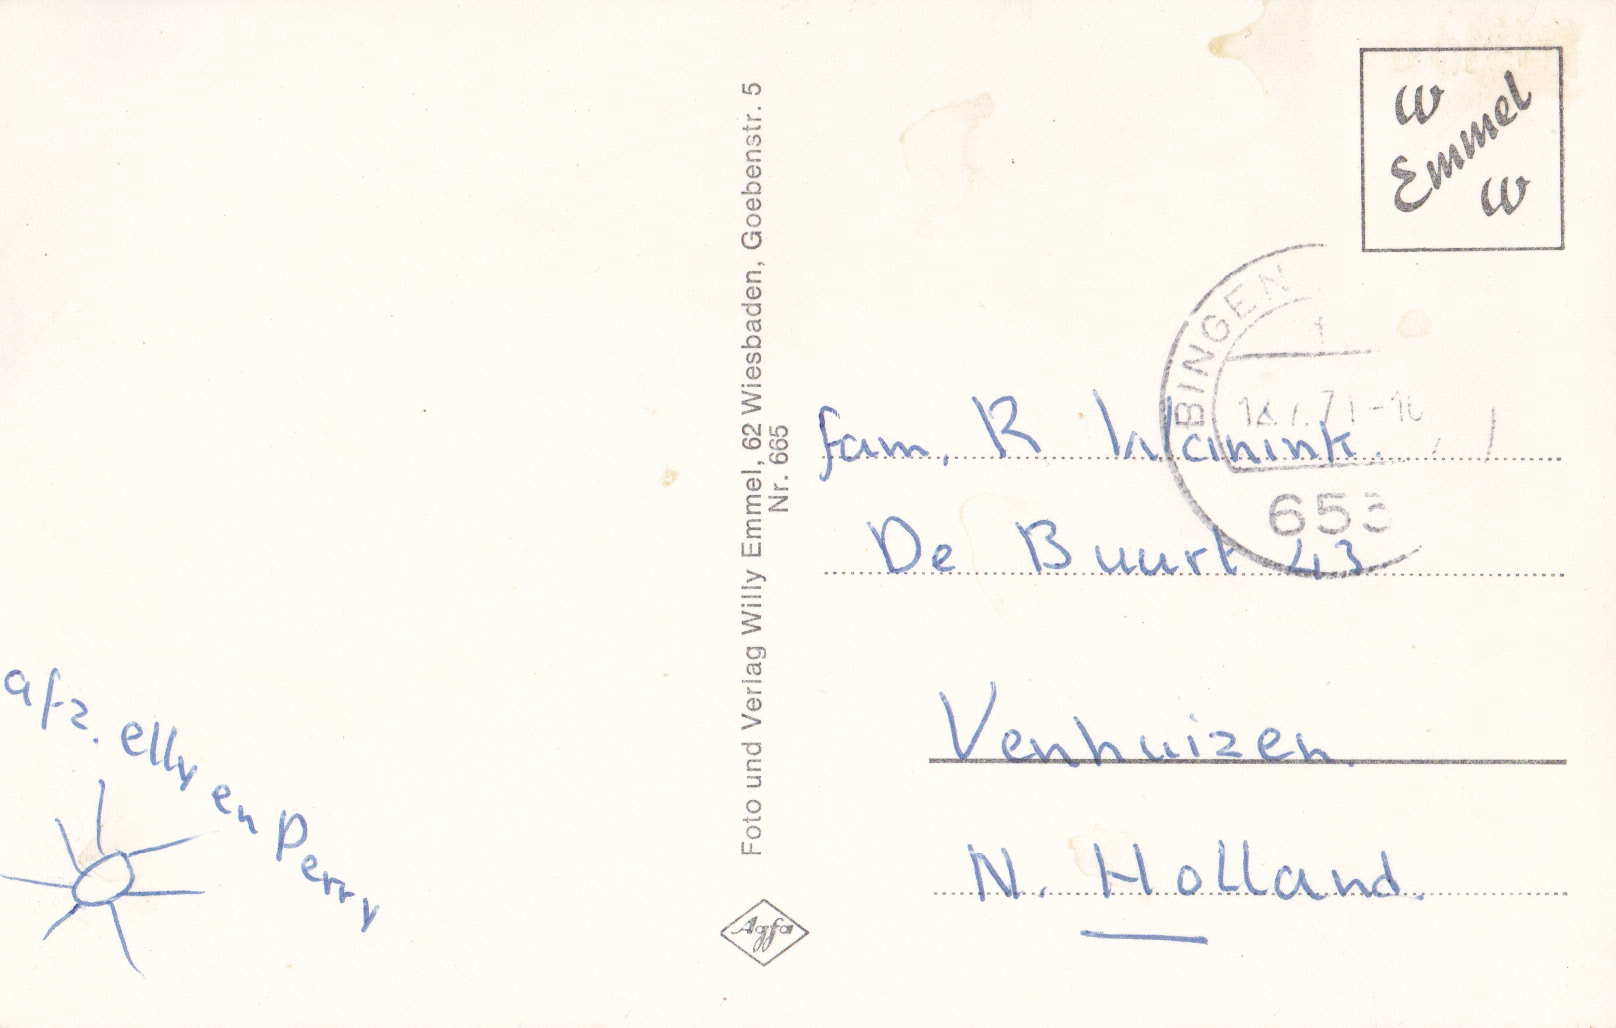 W
Emmel
W
BINGEN
653
Foto und Verlag Willy Emmel, 62 Wiesbaden, Goebenstr. 5
Nr. 665
fam. R
De Buurt 43
Venhuizen.
N. Holland.
afz. elly en Perry
Agfa